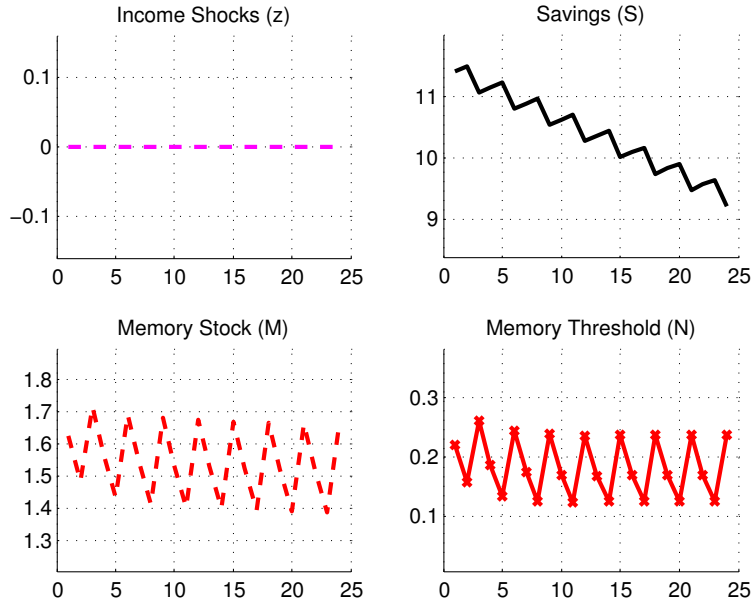 Income Shocks (z)
0.1
0
−0.1
0 5 10 15 20 25
Savings (S)
11
10
9
0 5 10 15 20 25
Memory Stock (M)
1.8
1.7
1.6
1.5
1.4
1.3
0 5 10 15 20 25
Memory Threshold (N)
0.3
0.2
0.1
0 5 10 15 20 25